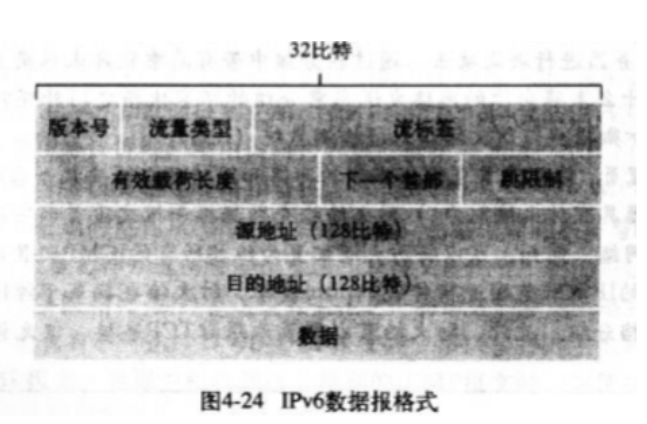 32比特
版本号 流量类型 流标签
有效载荷长度 下一个首部 跳限制
源地址（128比特）
目的地址（128比特）
数据
图4-24 IPv6数据报格式